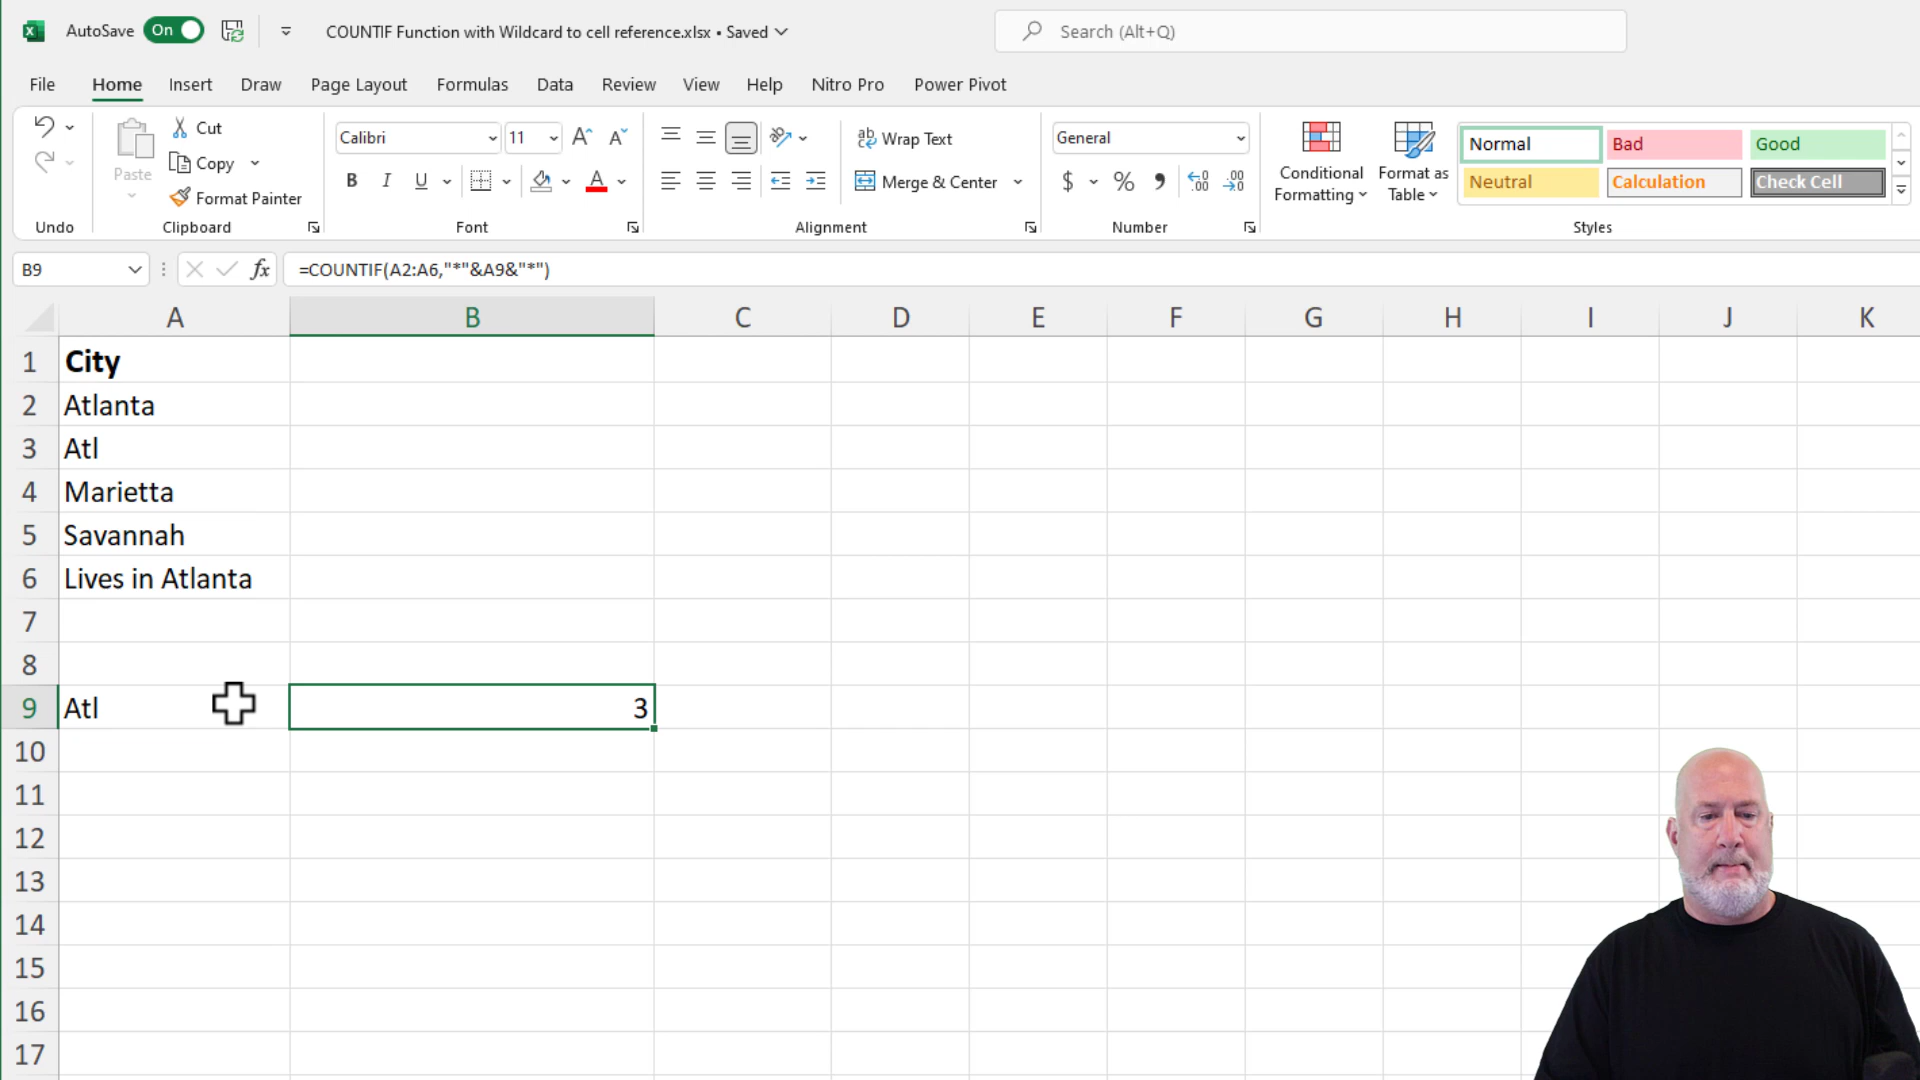 AutoSave On COUNTIF Function with Wildcard to cell reference.xlsx • Saved Search (Alt+Q)
File Home Insert Draw Page Layout Formulas Data Review View Help Nitro Pro Power Pivot
Paste Cut Copy Format Painter
Calibri 11
B I U A
ab Wrap Text
Merge & Center
General
$ % 9 .00 .00
Conditional Formatting
Format as Table
Normal Bad Good
Neutral Calculation Check Cell
Undo Clipboard Font Alignment Number Styles
B9 fx =COUNTIF(A2:A6,"*"&A9&"*")
A B C D E F G H I J K
1 City
2 Atlanta
3 Atl
4 Marietta
5 Savannah
6 Lives in Atlanta
7
8
9 Atl 3
10
11
12
13
14
15
16
17